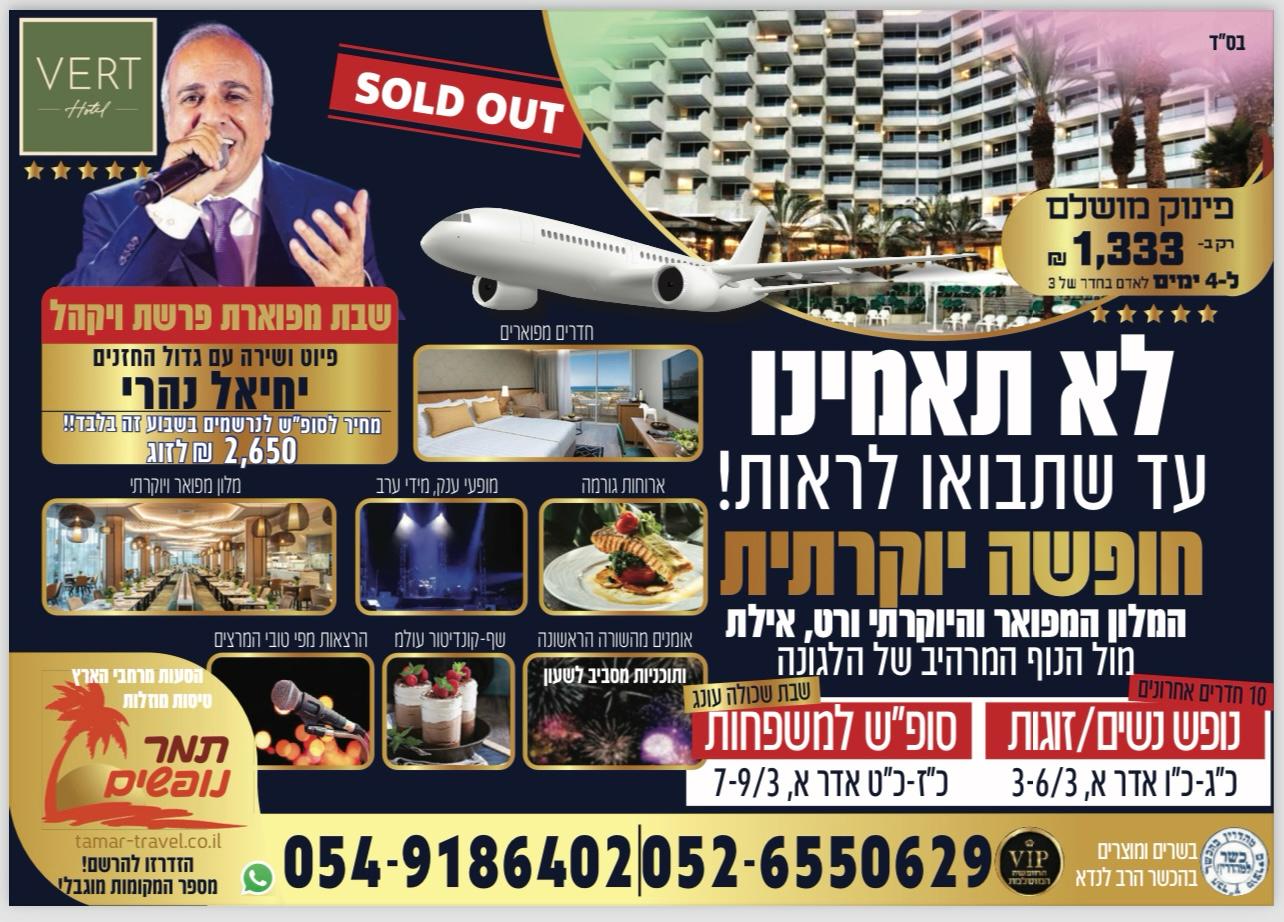 בס"ד
VERT
Hotel
SOLD OUT
פינוק מושלם
רק ב- 1,333 ₪
ל-4 ימים לאדם בחדר של 3
שבת מפוארת פרשת ויקהל
פיוט ושירה עם גדול החזנים
יחיאל נהרי
מחיר לסופ"ש לנרשמים בשבוע זה בלבד!!
2,650 ₪ לזוג
לא תאמינו
עד שתבואו לראות!
חופשה יוקרתית
המלון המפואר והיוקרתי ורט, אילת
מול הנוף המרהיב של הלגונה
חדרים מפוארים
ארוחות גורמה
מופעי ענק, מידי ערב
מלון מפואר ויוקרתי
אומנים מהשורה הראשונה
ותוכניות מסביב לשעון
שף-קונדיטור עולמ
הרצאות מפי טובי המרצים
10 חדרים אחרונים
נופש נשים/זוגות
כ"ג-כ"ו אדר א, 3-6/3
שבת שכולה עונג
סופ"ש למשפחות
כ"ז-כ"ט אדר א, 7-9/3
הסעות מרחבי הארץ
טיסות מוזלות
תמר
נופשים
tamar-travel.co.il
הזדרזו להרשם!
מספר המקומות מוגבל!
054-9186402|052-6550629
VIP
החופשה
המושלמת
בשרים ומוצרים
בהכשר הרב לנדא
כשר
למהדרין